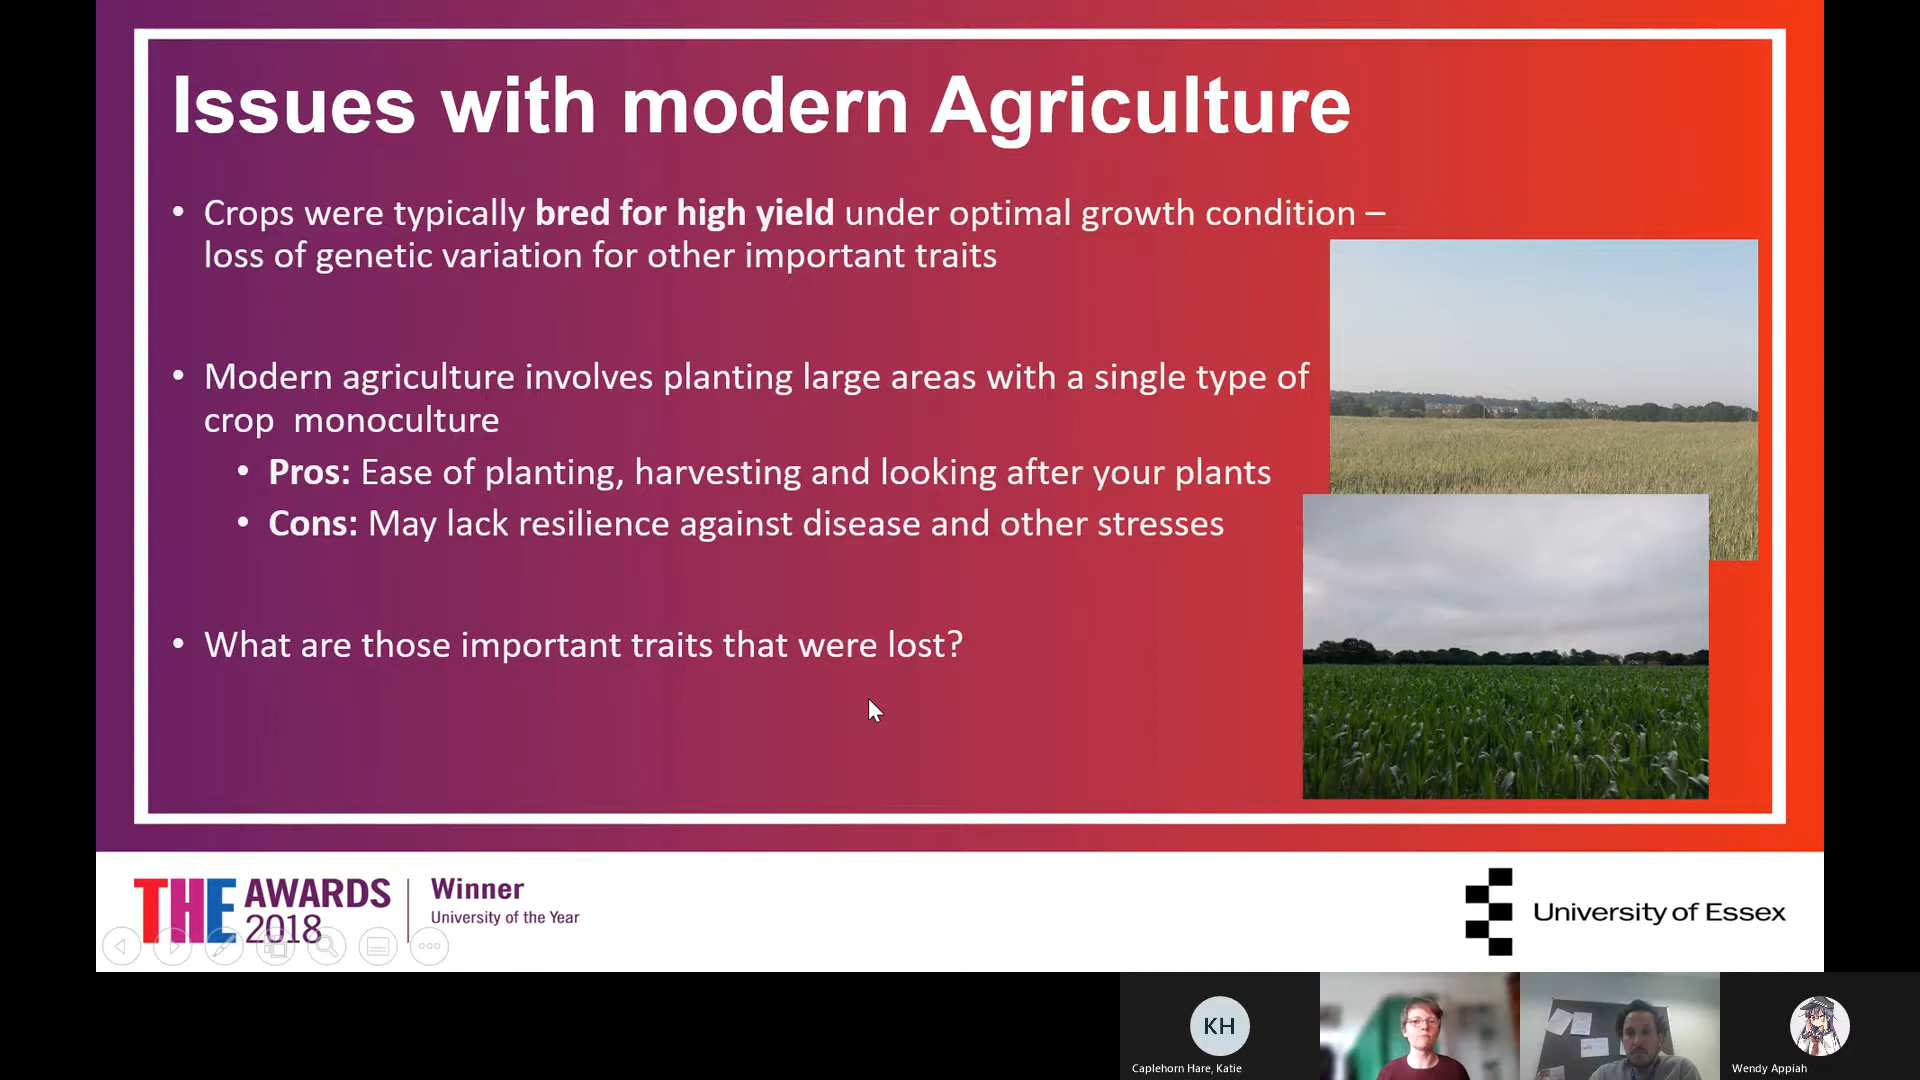 Issues with modern Agriculture
• Crops were typically bred for high yield under optimal growth condition –
loss of genetic variation for other important traits
• Modern agriculture involves planting large areas with a single type of
crop  monoculture
• Pros: Ease of planting, harvesting and looking after your plants
• Cons: May lack resilience against disease and other stresses
• What are those important traits that were lost?
THE AWARDS
2018
Winner
University of the Year
University of Essex
KH
Caplehorn Hare, Katie
Wendy Appiah